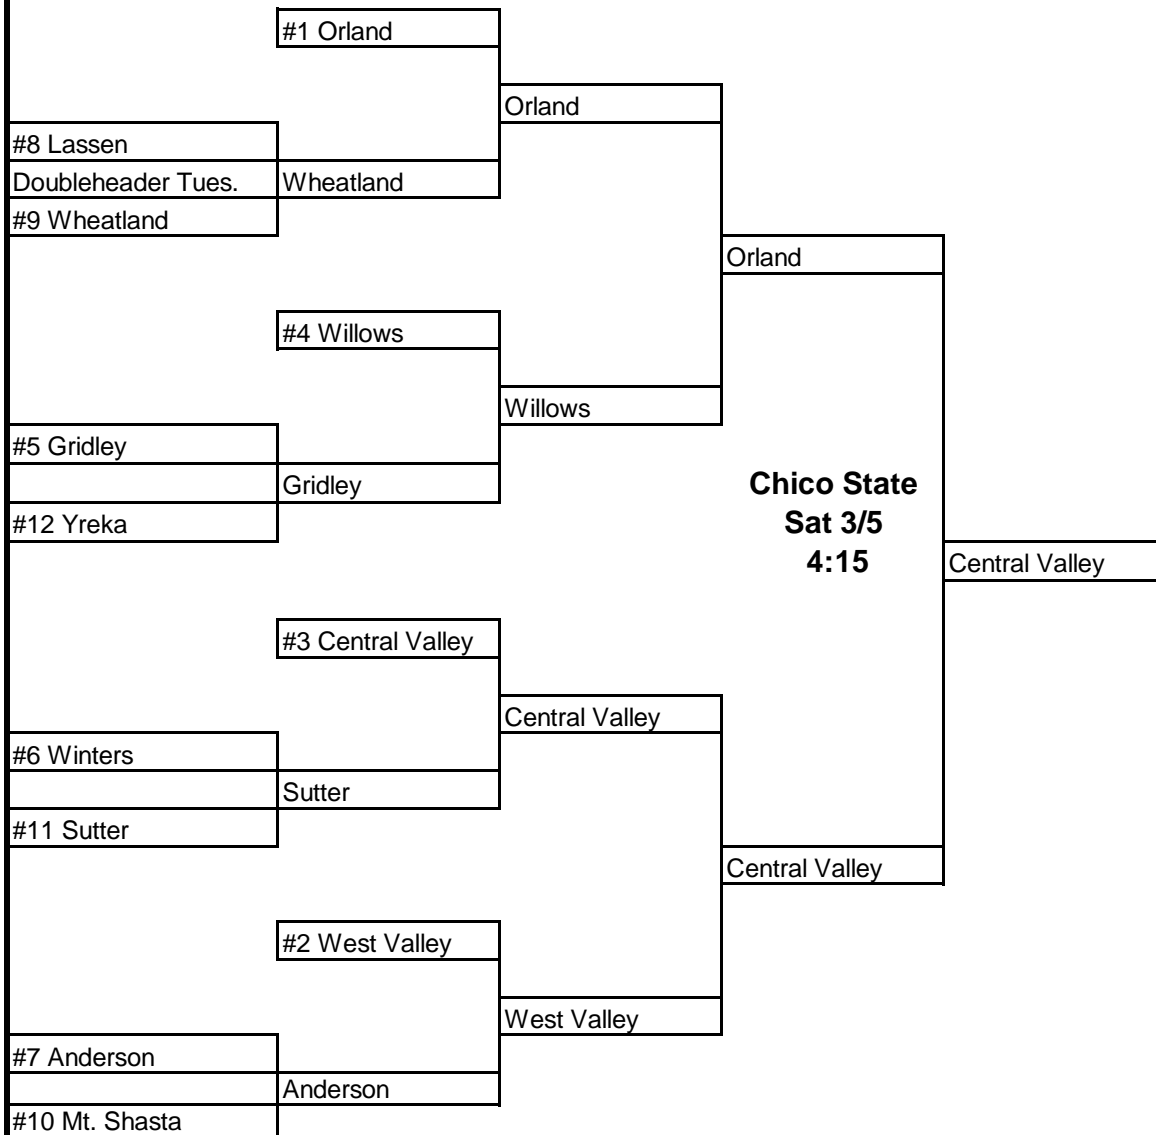 #1 Orland
Orland
#8 Lassen
Doubleheader Tues.
Wheatland
#9 Wheatland
Orland
#4 Willows
Willows
#5 Gridley
Gridley
#12 Yreka
Chico State
Sat 3/5
4:15
Central Valley
#3 Central Valley
Central Valley
#6 Winters
Sutter
#11 Sutter
Central Valley
#2 West Valley
West Valley
#7 Anderson
Anderson
#10 Mt. Shasta